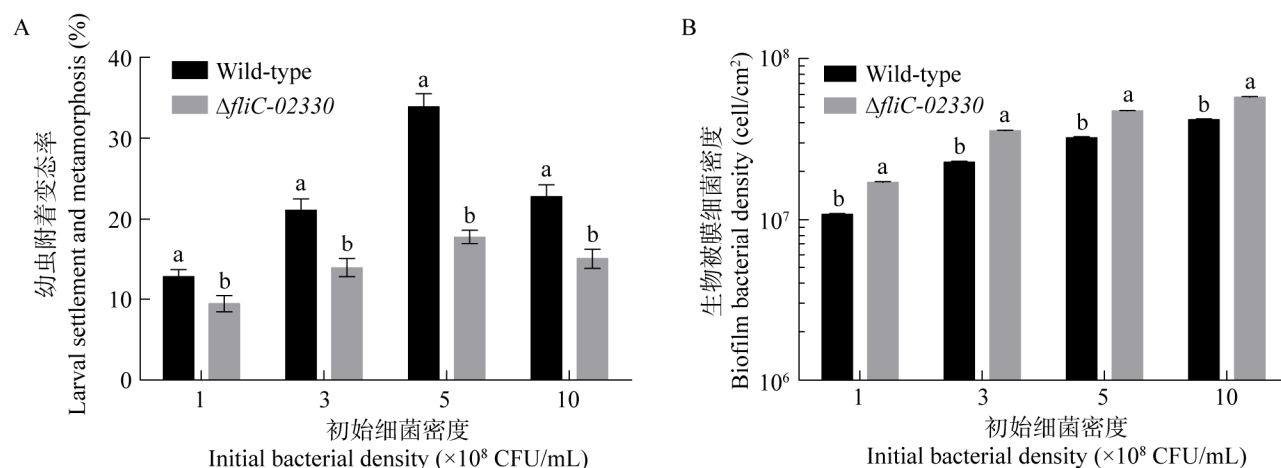 A
幼虫附着变态率
Larval settlement and metamorphosis (%)
40
30
20
10
0
Wild-type
ΔfliC-02330
a
b
a
b
a
b
a
b
1
3
5
10
初始细菌密度
Initial bacterial density (×10⁸ CFU/mL)
B
生物被膜细菌密度
Biofilm bacterial density (cell/cm²)
10⁸
10⁷
10⁶
Wild-type
ΔfliC-02330
b
a
b
a
b
a
b
a
1
3
5
10
初始细菌密度
Initial bacterial density (×10⁸ CFU/mL)